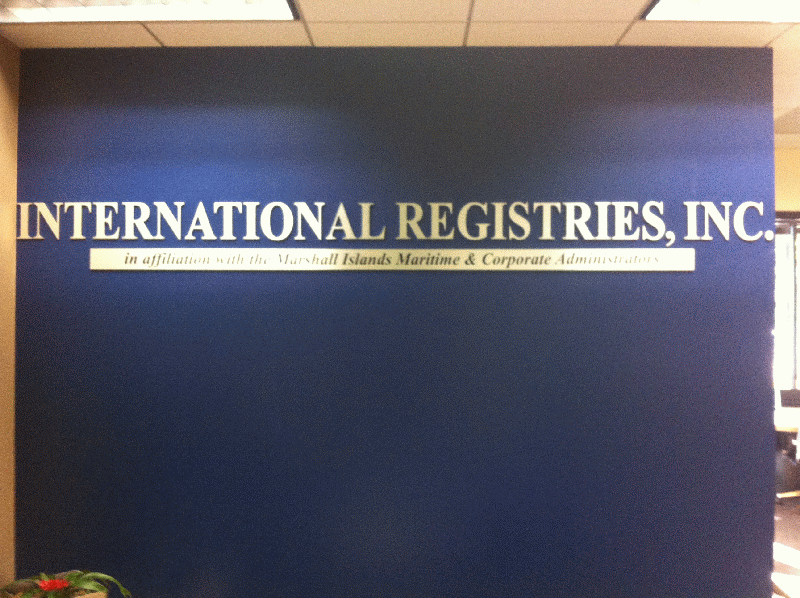 INTERNATIONAL REGISTRIES, INC.
in affiliation with the Marshall Islands Maritime & Corporate Administrators